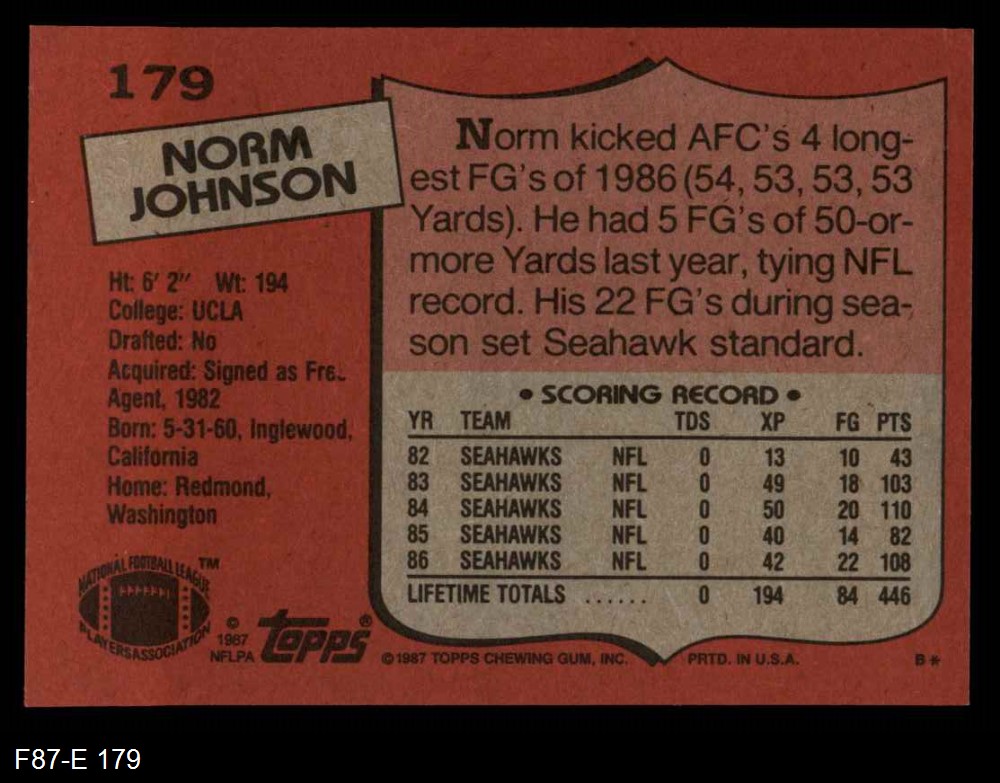 179
NORM
JOHNSON
Ht: 6' 2" Wt: 194
College: UCLA
Drafted: No
Acquired: Signed as Free
Agent, 1982
Born: 5-31-60, Inglewood,
California
Home: Redmond,
Washington
Norm kicked AFC's 4 long-
est FG's of 1986 (54, 53, 53, 53
Yards). He had 5 FG's of 50-or-
more Yards last year, tying NFL
record. His 22 FG's during sea-
son set Seahawk standard.
• SCORING RECORD •
YR TEAM TDS XP FG PTS
82 SEAHAWKS NFL 0 13 10 43
83 SEAHAWKS NFL 0 49 18 103
84 SEAHAWKS NFL 0 50 20 110
85 SEAHAWKS NFL 0 40 14 82
86 SEAHAWKS NFL 0 42 22 108
LIFETIME TOTALS ...... 0 194 84 446
NATIONAL FOOTBALL LEAGUE ™
PLAYERS ASSOCIATION
©
1987
NFLPA
topps®
© 1987 TOPPS CHEWING GUM, INC. PRTD. IN U.S.A. B*
F87-E 179